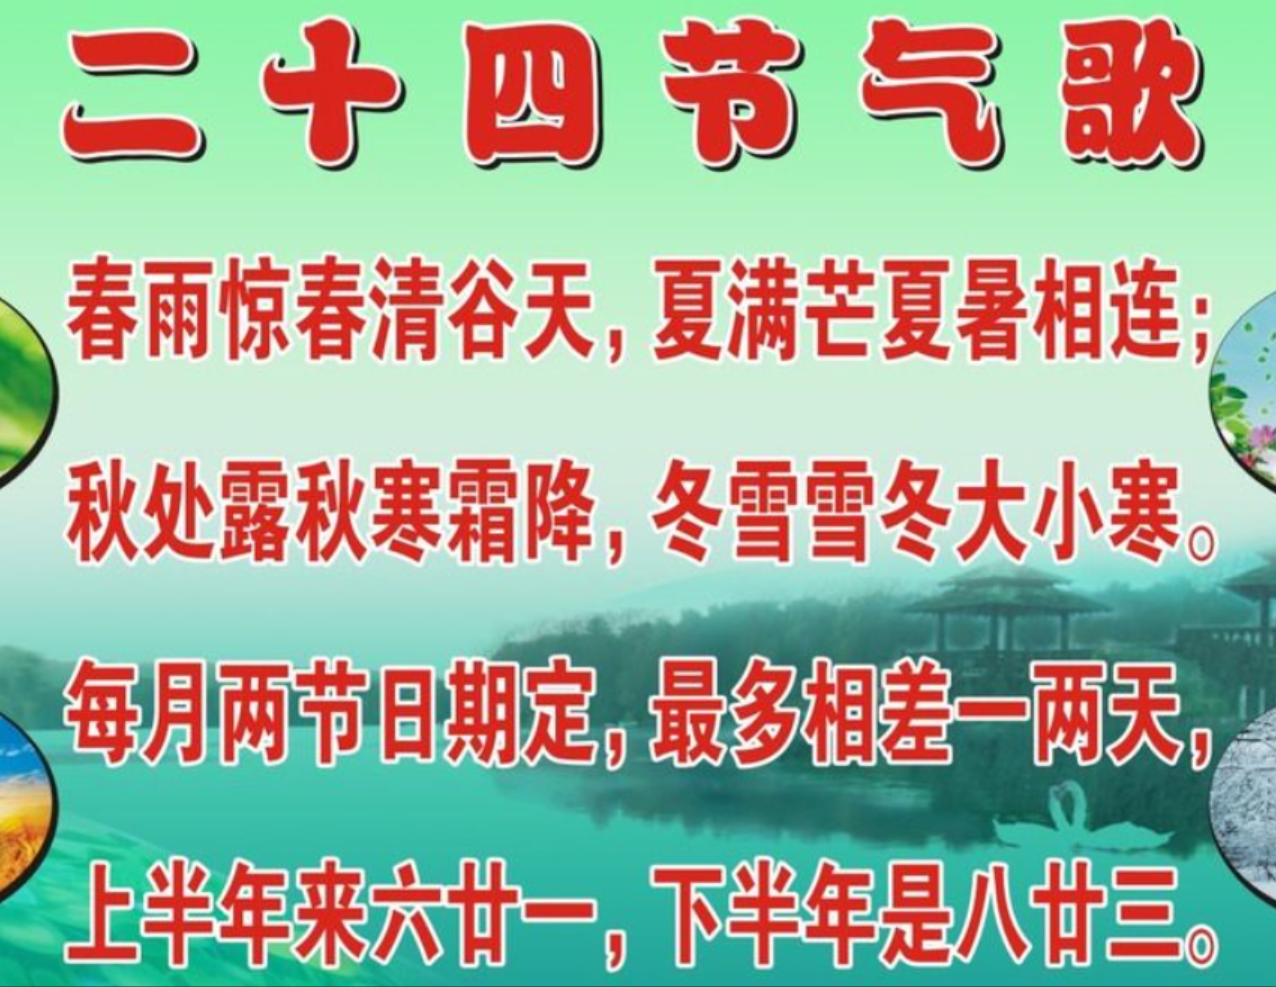 二十四节气歌
春雨惊春清谷天，夏满芒夏暑相连；
秋处露秋寒霜降，冬雪雪冬大小寒。
每月两节日期定，最多相差一两天，
上半年来六廿一，下半年是八廿三。